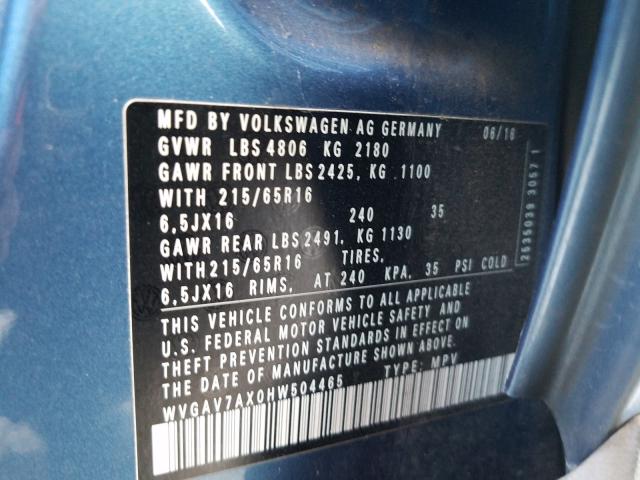 MFD BY VOLKSWAGEN AG GERMANY 06/16
GVWR LBS 4806 KG 2180
GAWR FRONT LBS 2425, KG 1100
WITH 215/65R16
6,5JX16 240 35
GAWR REAR LBS 2491, KG 1130
WITH 215/65R16 TIRES,
6,5JX16 RIMS, AT 240 KPA, 35 PSI COLD
THIS VEHICLE CONFORMS TO ALL APPLICABLE
U.S. FEDERAL MOTOR VEHICLE SAFETY AND
THEFT PREVENTION STANDARDS IN EFFECT ON
DATE OF MANUFACTURE SHOWN ABOVE.
WVGAV7AX0HW504465 TYPE: MPV
2535039 3057 1